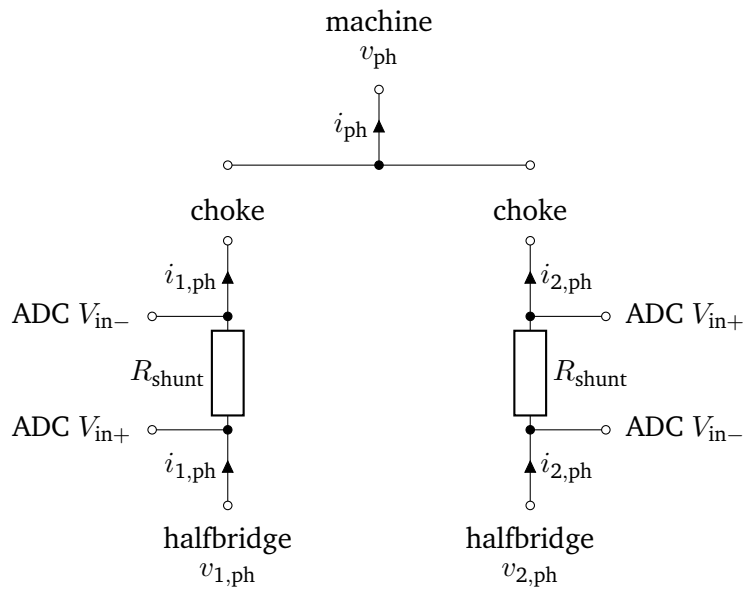 machine
v_ph
i_ph
choke
choke
i_1,ph
i_2,ph
ADC V_in−
ADC V_in+
R_shunt
R_shunt
ADC V_in+
ADC V_in−
i_1,ph
i_2,ph
halfbridge
halfbridge
v_1,ph
v_2,ph